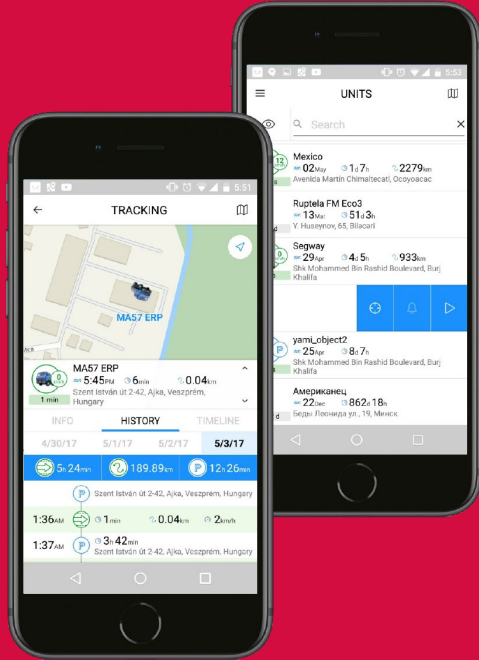 5:53
UNITS
Search
12
Mexico
02May 1d 7h 2279km
Avenida Martín Chimaltecatl, Ocoyoacac
Ruptela FM Eco3
13Mar 51d 3h
Y. Huseynov, 65, Bilacari
0
Segway
29Apr 4d 5h 933km
Shk Mohammed Bin Rashid Boulevard, Burj
Khalifa
P
yami_object2
25Apr 8d 7h
Shk Mohammed Bin Rashid Boulevard, Burj
Khalifa
Американец
22Dec 862d 18h
Беды Леонида ул., 19, Минск
5:51
TRACKING
MA57 ERP
0
MA57 ERP
5:45PM 6min 0.04km
1 min
Szent István út 2-42, Ajka, Veszprém,
Hungary
INFO HISTORY TIMELINE
4/30/17 5/1/17 5/2/17 5/3/17
5h 24min 189.89km P 12h 26min
P Szent István út 2-42, Ajka, Veszprém, Hungary
1:36AM 1min 0.04km 2km/h
1:37AM P 3h 42min
Szent István út 2-42, Ajka, Veszprém, Hungary